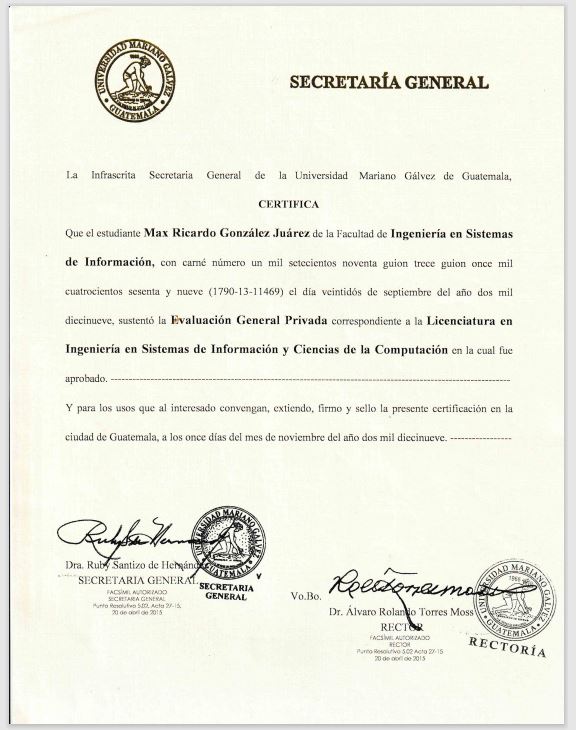 UNIVERSIDAD MARIANO GÁLVEZ
GUATEMALA
SECRETARÍA GENERAL
La Infrascrita Secretaria General de la Universidad Mariano Gálvez de Guatemala,
CERTIFICA
Que el estudiante Max Ricardo González Juárez de la Facultad de Ingeniería en Sistemas
de Información, con carné número un mil setecientos noventa guion trece guion once mil
cuatrocientos sesenta y nueve (1790-13-11469) el día veintidós de septiembre del año dos mil
diecinueve, sustentó la Evaluación General Privada correspondiente a la Licenciatura en
Ingeniería en Sistemas de Información y Ciencias de la Computación en la cual fue
aprobado. ----------------------------------------------------------------------------------------------------
Y para los usos que al interesado convengan, extiendo, firmo y sello la presente certificación en la
ciudad de Guatemala, a los once días del mes de noviembre del año dos mil diecinueve. ----------------
UNIVERSIDAD MARIANO GÁLVEZ
GUATEMALA
SECRETARIA
GENERAL
Dra. Ruby Santizo de Hernández
SECRETARIA GENERAL
FACSÍMIL AUTORIZADO
SECRETARIA GENERAL
Punto Resolutivo 5.02, Acta 27-15,
20 de abril de 2015
Vo.Bo.
Dr. Álvaro Rolando Torres Moss
RECTOR
FACSÍMIL AUTORIZADO
RECTOR
Punto Resolutivo 5.02 Acta 27-15
20 de abril de 2015
UNIVERSIDAD MARIANO GÁLVEZ
1966
GUATEMALA
RECTORÍA